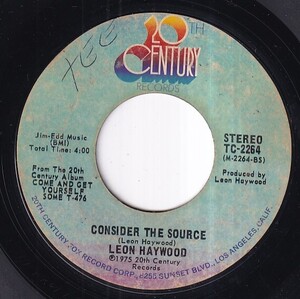 XEE
20TH
CENTURY
RECORDS
Jim-Edd Music
(BMI)
Total Time: 4:00
From The 20th
Century Album
COME AND GET
YOURSELF
SOME T-476
STEREO
TC-2264
(M-2264-BS)
Produced by
Leon Haywood
CONSIDER THE SOURCE
(Leon Haywood)
LEON HAYWOOD
℗1975 20th Century
Records
20TH CENTURY FOX RECORD CORP., 8255 SUNSET BLVD., LOS ANGELES, CALIF.